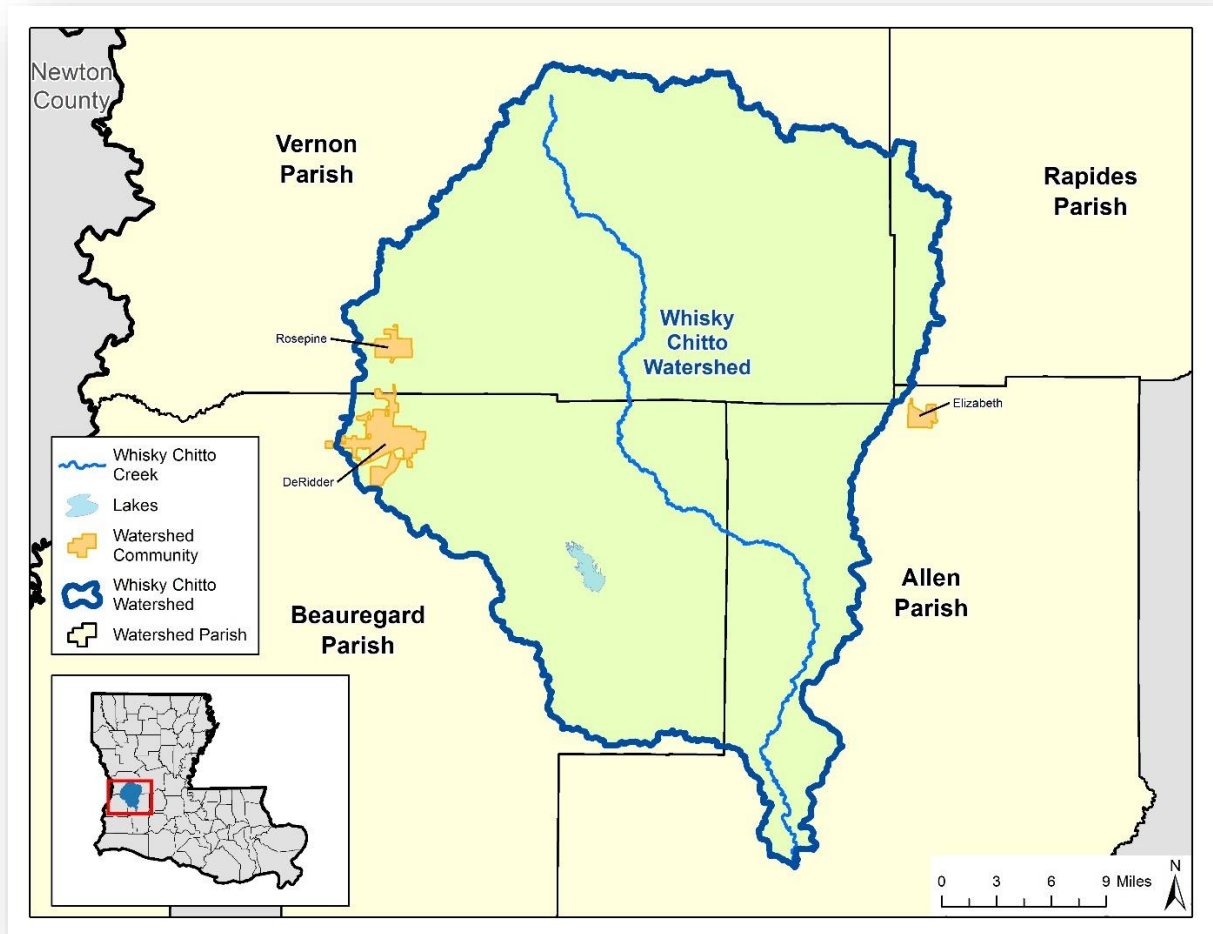 Newton
County
Vernon
Parish
Rapides
Parish
Whisky
Chitto
Watershed
Rosepine
Elizabeth
DeRidder
Whisky Chitto
Creek
Lakes
Watershed
Community
Whisky Chitto
Watershed
Watershed Parish
Beauregard
Parish
Allen
Parish
0 3 6 9 Miles
N